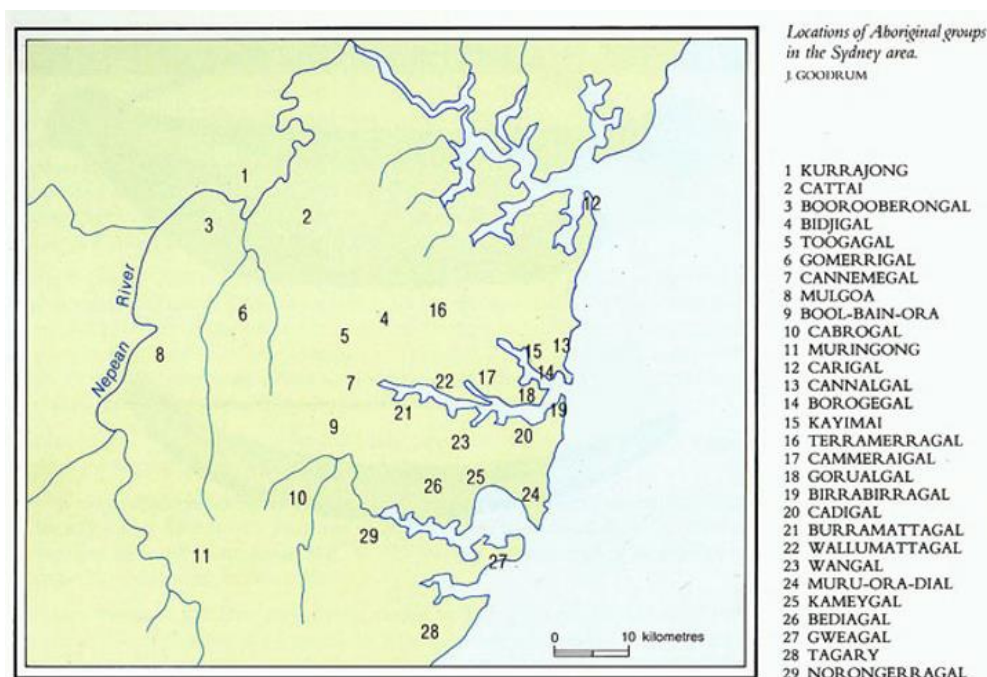 Locations of Aboriginal groups
in the Sydney area.
J. GOODRUM
1 KURRAJONG
2 CATTAI
3 BOOROOBERONGAL
4 BIDJIGAL
5 TOOGAGAL
6 GOMERRIGAL
7 CANNEMEGAL
8 MULGOA
9 BOOL-BAIN-ORA
10 CABROGAL
11 MURINGONG
12 CARIGAL
13 CANNALGAL
14 BOROGEGAL
15 KAYIMAI
16 TERRAMERRAGAL
17 CAMMERAIGAL
18 GORUALGAL
19 BIRRABIRRAGAL
20 CADIGAL
21 BURRAMATTAGAL
22 WALLUMATTAGAL
23 WANGAL
24 MURU-ORA-DIAL
25 KAMEYGAL
26 BEDIAGAL
27 GWEAGAL
28 TAGARY
29 NORONGERRAGAL
1
12
2
3
River
6
16
4
5
8
15
13
Nepean
14
7
22
17
18
19
21
9
20
23
25
26
24
10
29
11
27
28
0 10 kilometres